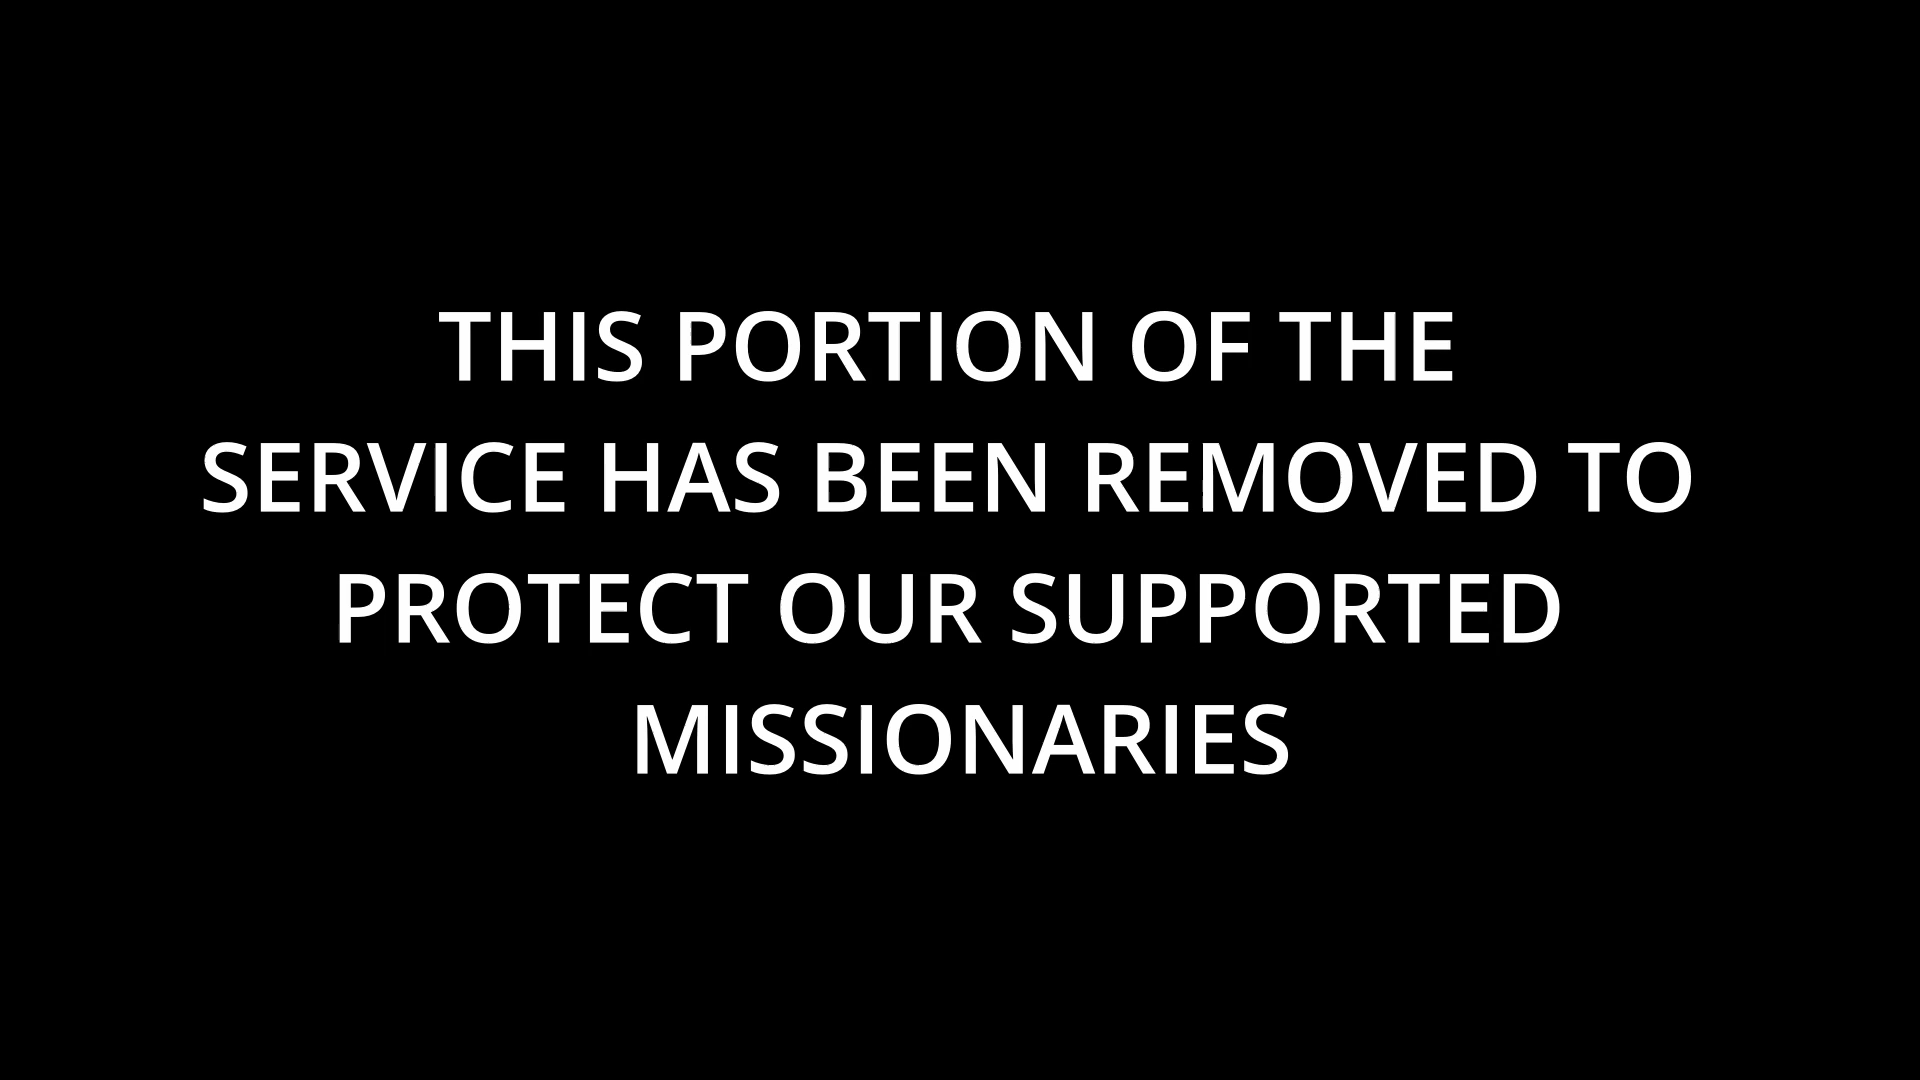 THIS PORTION OF THE
SERVICE HAS BEEN REMOVED TO
PROTECT OUR SUPPORTED
MISSIONARIES